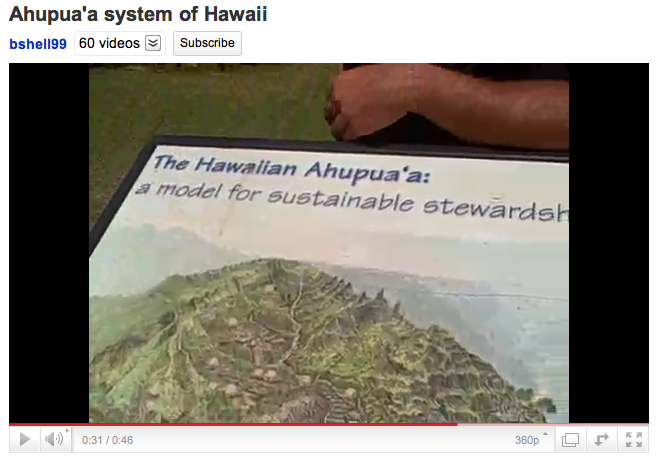 Ahupua'a system of Hawaii
bshell99 60 videos Subscribe
The Hawaiian Ahupua‘a:
a model for sustainable stewardsh
0:31 / 0:46 360p